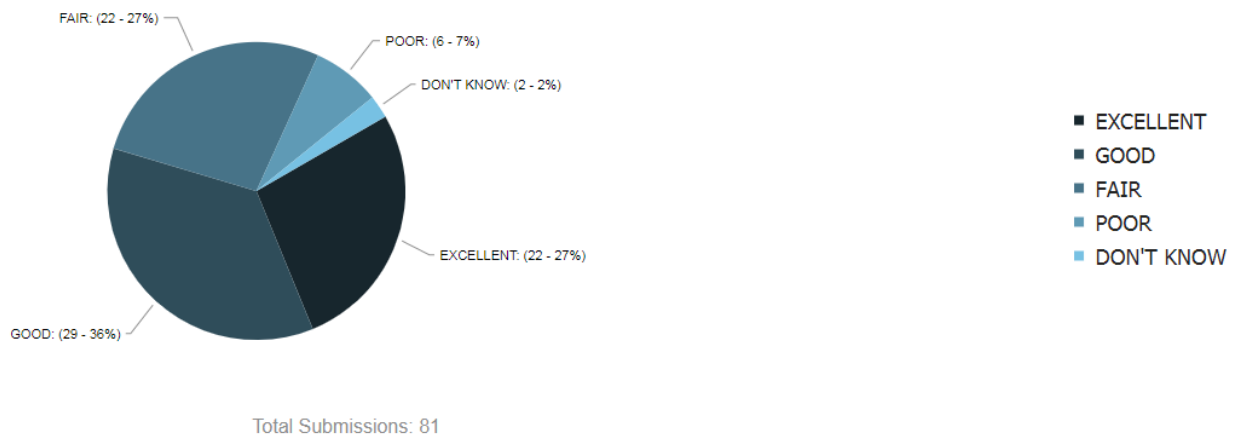 FAIR: (22 - 27%)
POOR: (6 - 7%)
DON'T KNOW: (2 - 2%)
EXCELLENT: (22 - 27%)
GOOD: (29 - 36%)
EXCELLENT
GOOD
FAIR
POOR
DON'T KNOW
Total Submissions: 81